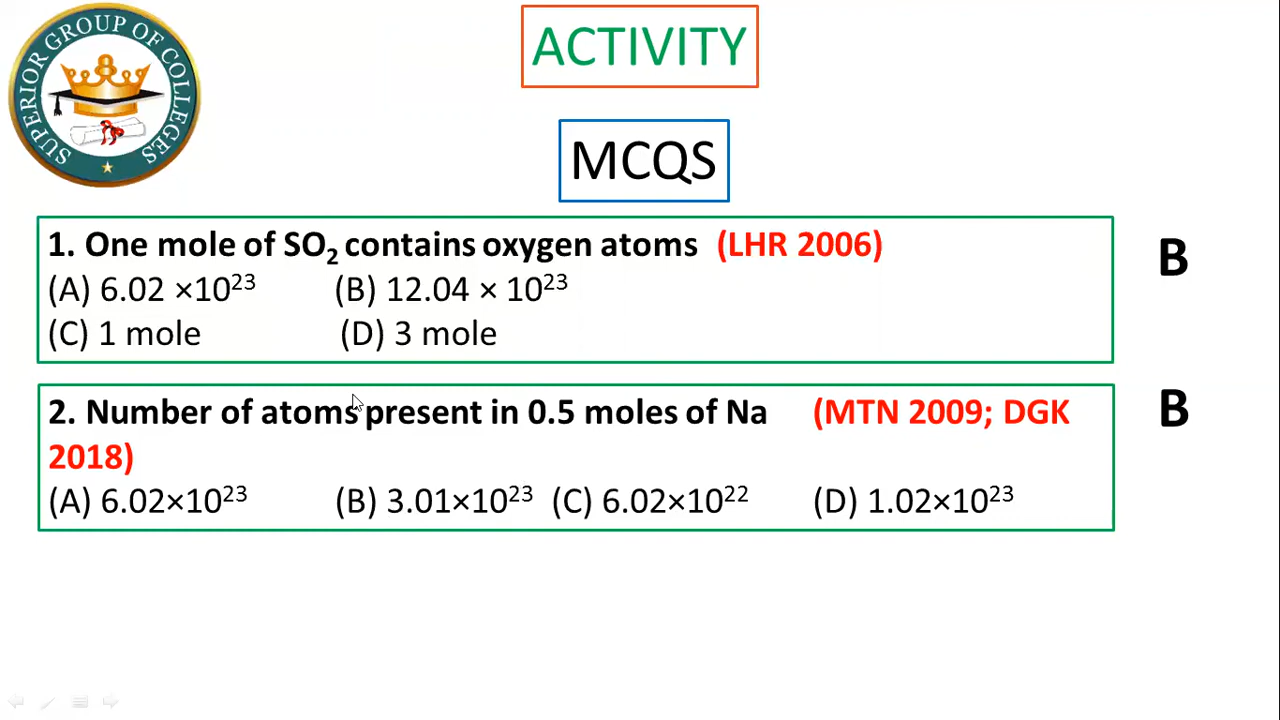 SUPERIOR GROUP OF COLLEGES
ACTIVITY
MCQS
1. One mole of SO₂ contains oxygen atoms (LHR 2006)
(A) 6.02 ×10²³ (B) 12.04 × 10²³
(C) 1 mole (D) 3 mole
B
2. Number of atoms present in 0.5 moles of Na (MTN 2009; DGK
2018)
(A) 6.02×10²³ (B) 3.01×10²³ (C) 6.02×10²² (D) 1.02×10²³
B